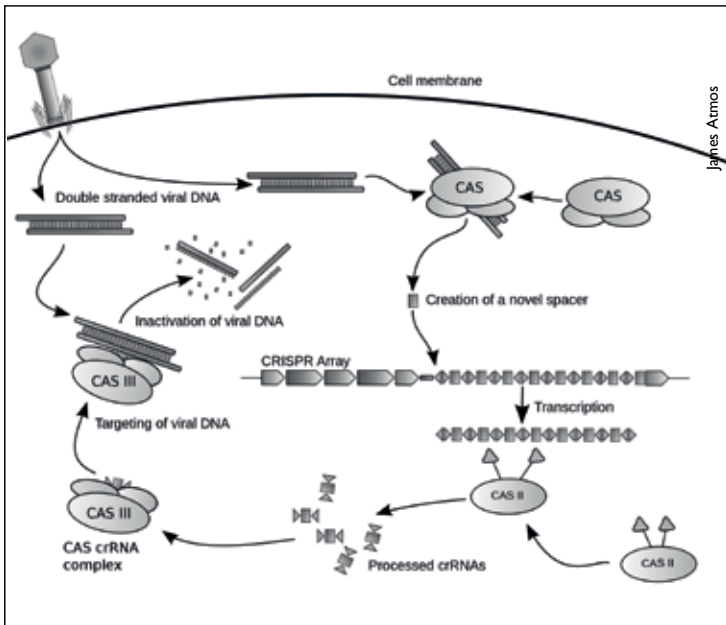 Cell membrane
James Atmos
Double stranded viral DNA
CAS
CAS
Creation of a novel spacer
Inactivation of viral DNA
CRISPR Array
CAS III
Transcription
Targeting of viral DNA
CAS II
CAS III
CAS crRNA
complex
Processed crRNAs
CAS II